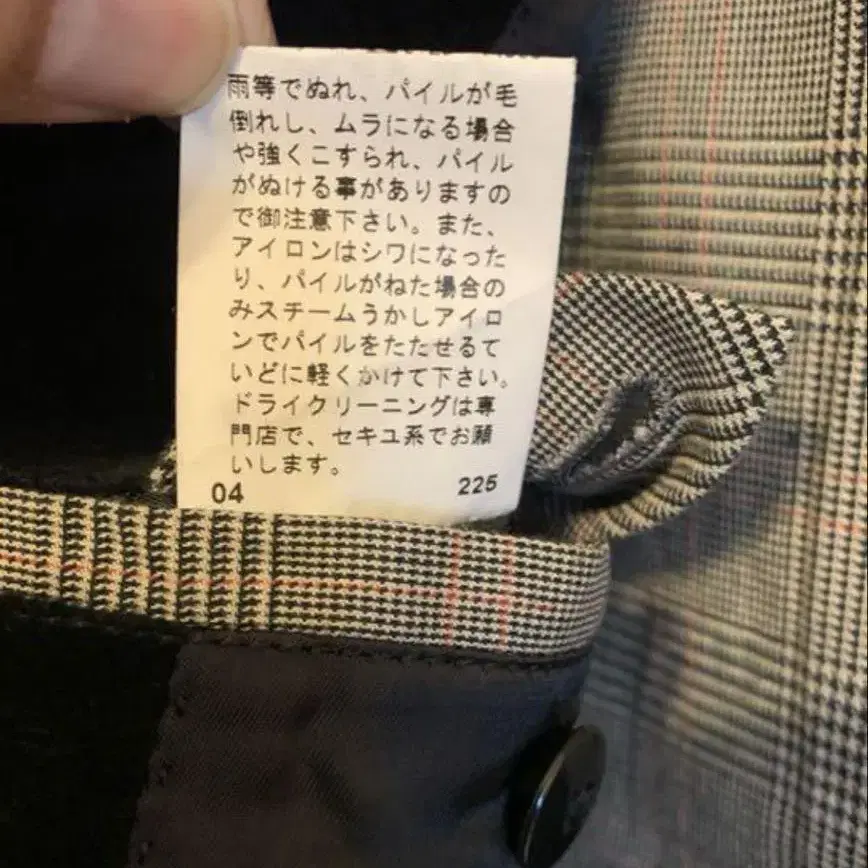 雨等でぬれ、パイルが毛
倒れし、ムラになる場合
や強くこすられ、パイル
がぬける事がありますの
で御注意下さい。また、
アイロンはシワになった
り、パイルがねた場合の
みスチームうかしアイロ
ンでパイルをたたせるて
いどに軽くかけて下さい。
ドライクリーニングは専
門店で、セキユ系でお願
いします。
04 225